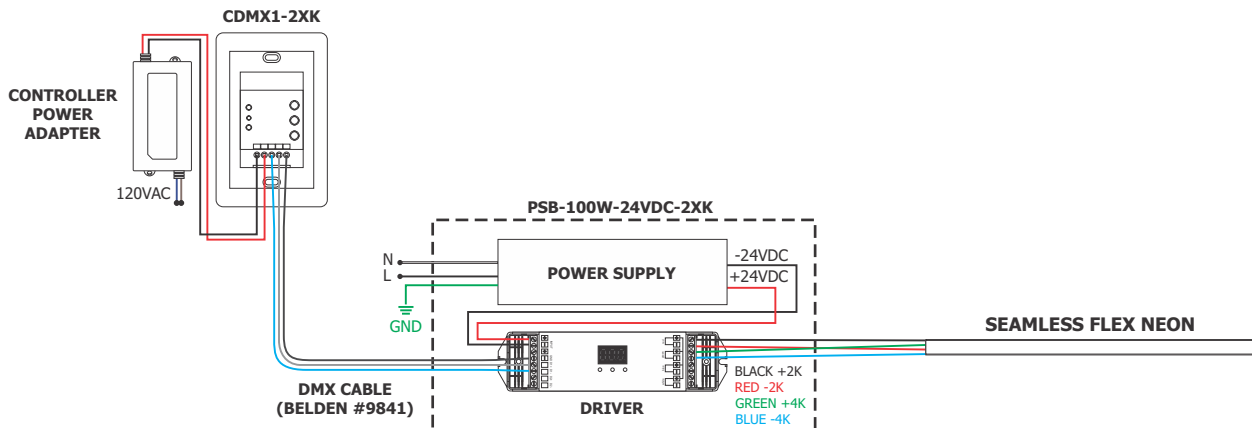 CDMX1-2XK
CONTROLLER
POWER
ADAPTER
120VAC
PSB-100W-24VDC-2XK
N
L
GND
POWER SUPPLY
-24VDC
+24VDC
SEAMLESS FLEX NEON
DMX CABLE
(BELDEN #9841)
DRIVER
BLACK +2K
RED -2K
GREEN +4K
BLUE -4K